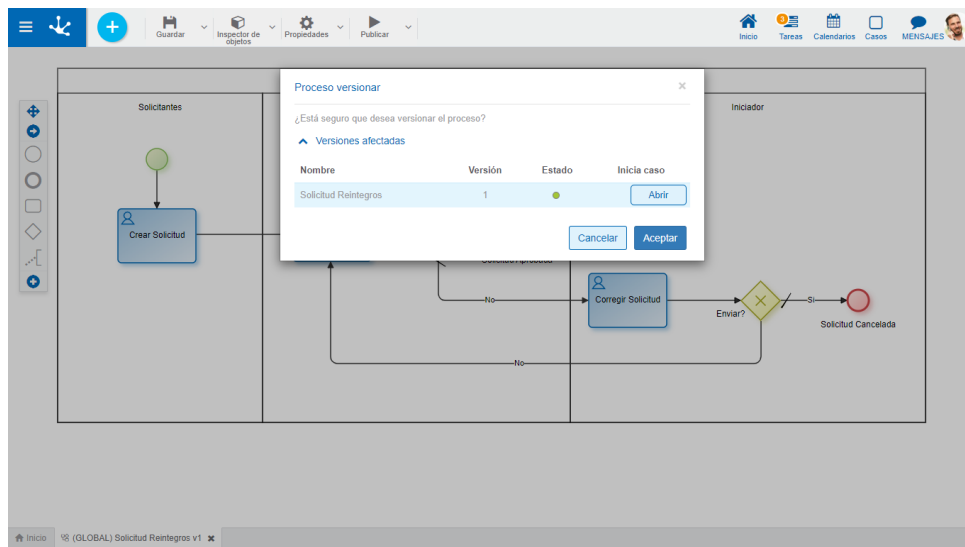 Guardar
Inspector de
objetos
Propiedades
Publicar
Inicio
3
Tareas
Calendarios
Casos
MENSAJES
Solicitantes
Iniciador
Proceso versionar
¿Está seguro que desea versionar el proceso?
Versiones afectadas
Nombre Versión Estado Inicia caso
Solicitud Reintegros 1 Abrir
Cancelar Aceptar
Crear Solicitud
No
Corregir Solicitud
Enviar?
Si
Solicitud Cancelada
No
Inicio
(GLOBAL) Solicitud Reintegros v1